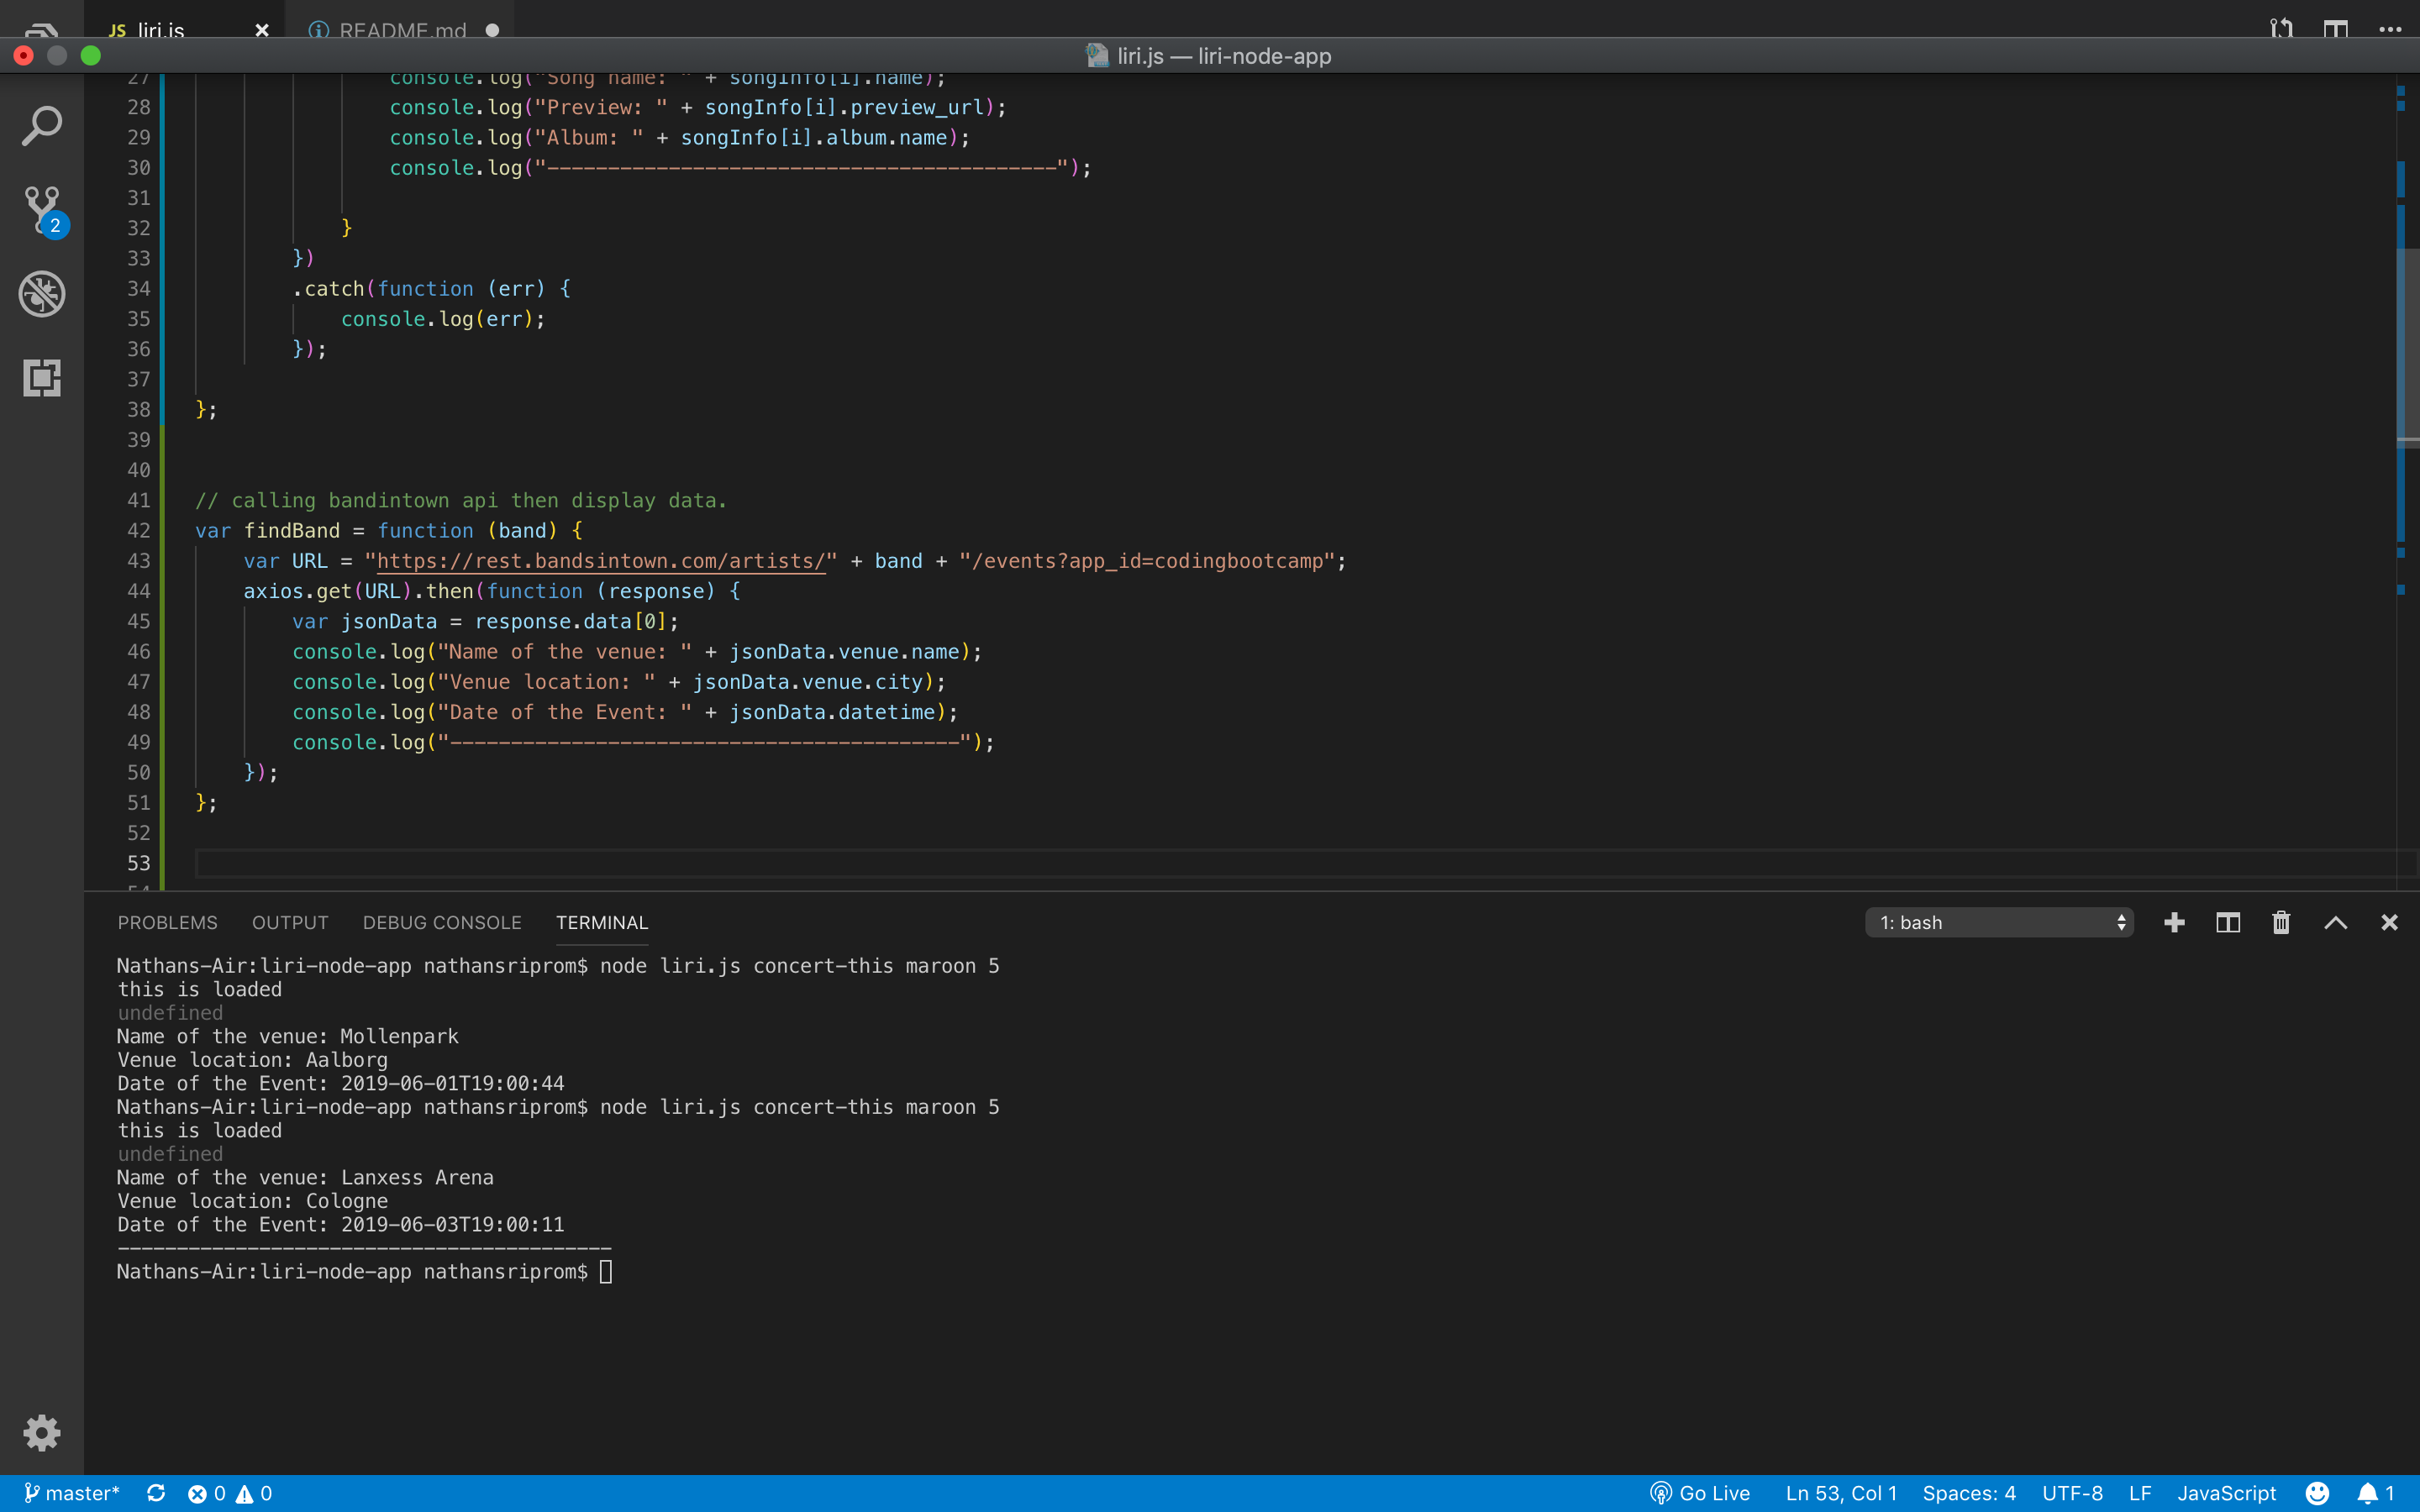 JS liri.js × README.md
liri.js — liri-node-app
27 console.log("Song name: " + songInfo[i].name);
28 console.log("Preview: " + songInfo[i].preview_url);
29 console.log("Album: " + songInfo[i].album.name);
30 console.log("------------------------------------------");
31
32 }
33 })
34 .catch(function (err) {
35 console.log(err);
36 });
37
38 };
39
40
41 // calling bandintown api then display data.
42 var findBand = function (band) {
43 var URL = "https://rest.bandsintown.com/artists/" + band + "/events?app_id=codingbootcamp";
44 axios.get(URL).then(function (response) {
45 var jsonData = response.data[0];
46 console.log("Name of the venue: " + jsonData.venue.name);
47 console.log("Venue location: " + jsonData.venue.city);
48 console.log("Date of the Event: " + jsonData.datetime);
49 console.log("------------------------------------------");
50 });
51 };
52
53
54
2
PROBLEMS OUTPUT DEBUG CONSOLE TERMINAL 1: bash
Nathans-Air:liri-node-app nathansriprom$ node liri.js concert-this maroon 5
this is loaded
undefined
Name of the venue: Mollenpark
Venue location: Aalborg
Date of the Event: 2019-06-01T19:00:44
Nathans-Air:liri-node-app nathansriprom$ node liri.js concert-this maroon 5
this is loaded
undefined
Name of the venue: Lanxess Arena
Venue location: Cologne
Date of the Event: 2019-06-03T19:00:11
------------------------------------------
Nathans-Air:liri-node-app nathansriprom$
master* 0 0 Go Live Ln 53, Col 1 Spaces: 4 UTF-8 LF JavaScript 1